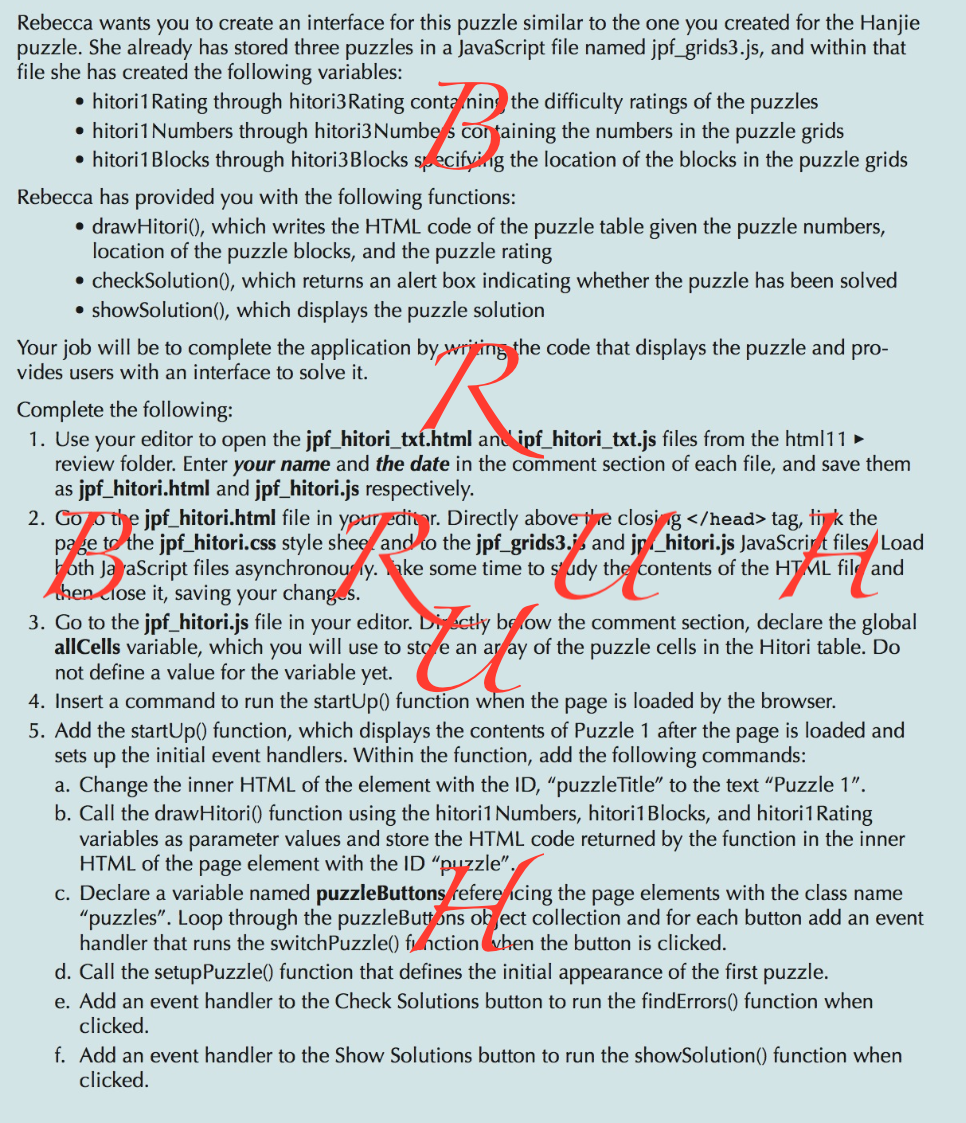 Rebecca wants you to create an interface for this puzzle similar to the one you created for the Hanjie
puzzle. She already has stored three puzzles in a JavaScript file named jpf_grids3.js, and within that
file she has created the following variables:
• hitori1Rating through hitori3Rating containing the difficulty ratings of the puzzles
• hitori1Numbers through hitori3Numbers containing the numbers in the puzzle grids
• hitori1Blocks through hitori3Blocks specifying the location of the blocks in the puzzle grids
B
Rebecca has provided you with the following functions:
• drawHitori(), which writes the HTML code of the puzzle table given the puzzle numbers,
location of the puzzle blocks, and the puzzle rating
• checkSolution(), which returns an alert box indicating whether the puzzle has been solved
• showSolution(), which displays the puzzle solution
Your job will be to complete the application by writing the code that displays the puzzle and pro-
vides users with an interface to solve it.
R
Complete the following:
1. Use your editor to open the jpf_hitori_txt.html and jpf_hitori_txt.js files from the html11 ▸
review folder. Enter your name and the date in the comment section of each file, and save them
as jpf_hitori.html and jpf_hitori.js respectively.
2. Go to the jpf_hitori.html file in your editor. Directly above the closing </head> tag, link the
page to the jpf_hitori.css style sheet and to the jpf_grids3.js and jpf_hitori.js JavaScript files. Load
both JavaScript files asynchronously. Take some time to study the contents of the HTML file and
then close it, saving your changes.
B R U H
3. Go to the jpf_hitori.js file in your editor. Directly below the comment section, declare the global
allCells variable, which you will use to store an array of the puzzle cells in the Hitori table. Do
not define a value for the variable yet.
U
4. Insert a command to run the startUp() function when the page is loaded by the browser.
5. Add the startUp() function, which displays the contents of Puzzle 1 after the page is loaded and
sets up the initial event handlers. Within the function, add the following commands:
a. Change the inner HTML of the element with the ID, “puzzleTitle” to the text “Puzzle 1”.
b. Call the drawHitori() function using the hitori1Numbers, hitori1Blocks, and hitori1Rating
variables as parameter values and store the HTML code returned by the function in the inner
HTML of the page element with the ID “puzzle”.
c. Declare a variable named puzzleButtons referencing the page elements with the class name
“puzzles”. Loop through the puzzleButtons object collection and for each button add an event
handler that runs the switchPuzzle() function when the button is clicked.
H
d. Call the setupPuzzle() function that defines the initial appearance of the first puzzle.
e. Add an event handler to the Check Solutions button to run the findErrors() function when
clicked.
f. Add an event handler to the Show Solutions button to run the showSolution() function when
clicked.